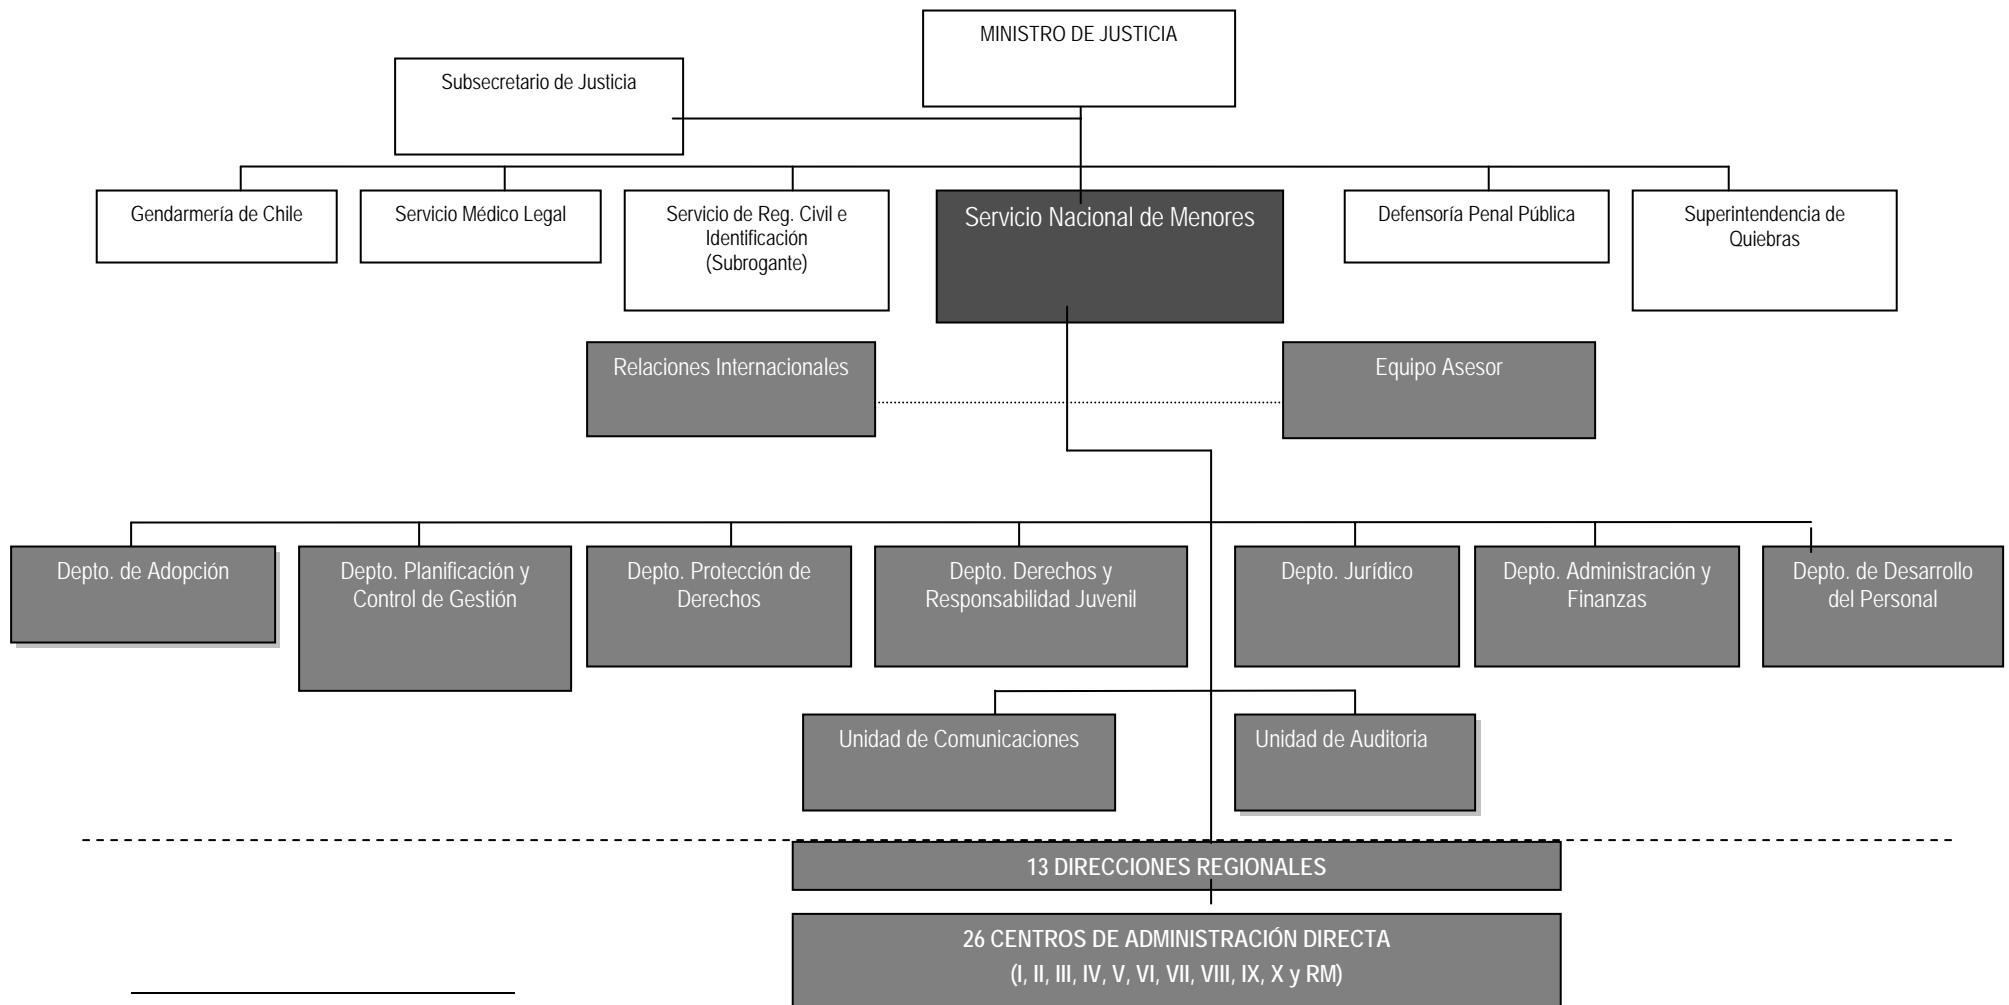 MINISTRO DE JUSTICIA
Subsecretario de Justicia
Gendarmería de Chile
Servicio Médico Legal
Servicio de Reg. Civil e
Identificación
(Subrogante)
Servicio Nacional de Menores
Defensoría Penal Pública
Superintendencia de
Quiebras
Relaciones Internacionales
Equipo Asesor
Depto. de Adopción
Depto. Planificación y
Control de Gestión
Depto. Protección de
Derechos
Depto. Derechos y
Responsabilidad Juvenil
Depto. Jurídico
Depto. Administración y
Finanzas
Depto. de Desarrollo
del Personal
Unidad de Comunicaciones
Unidad de Auditoria
13 DIRECCIONES REGIONALES
26 CENTROS DE ADMINISTRACIÓN DIRECTA
(I, II, III, IV, V, VI, VII, VIII, IX, X y RM)